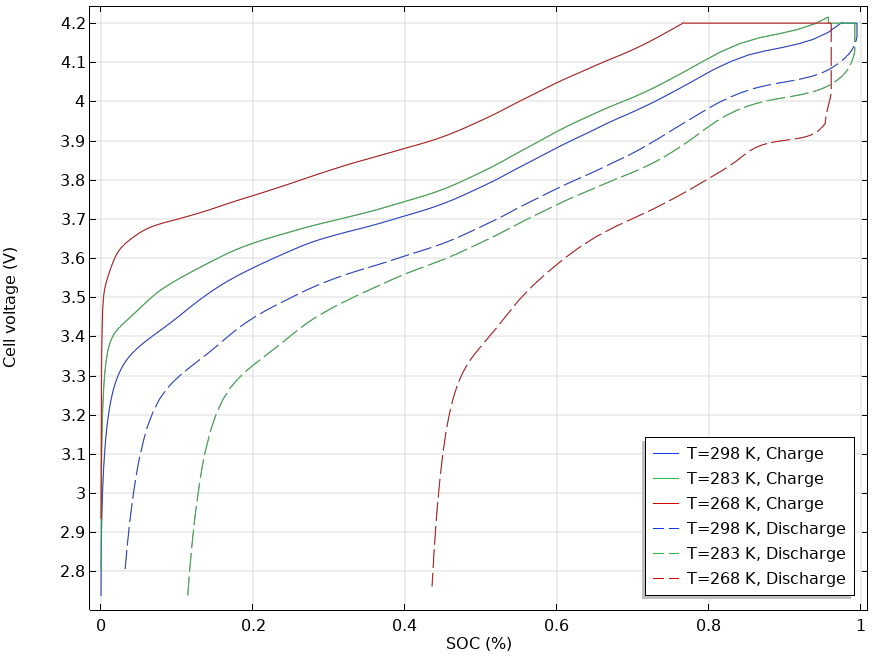 Cell voltage (V)
4.2
4.1
4
3.9
3.8
3.7
3.6
3.5
3.4
3.3
3.2
3.1
3
2.9
2.8
T=298 K, Charge
T=283 K, Charge
T=268 K, Charge
T=298 K, Discharge
T=283 K, Discharge
T=268 K, Discharge
0 0.2 0.4 0.6 0.8 1
SOC (%)